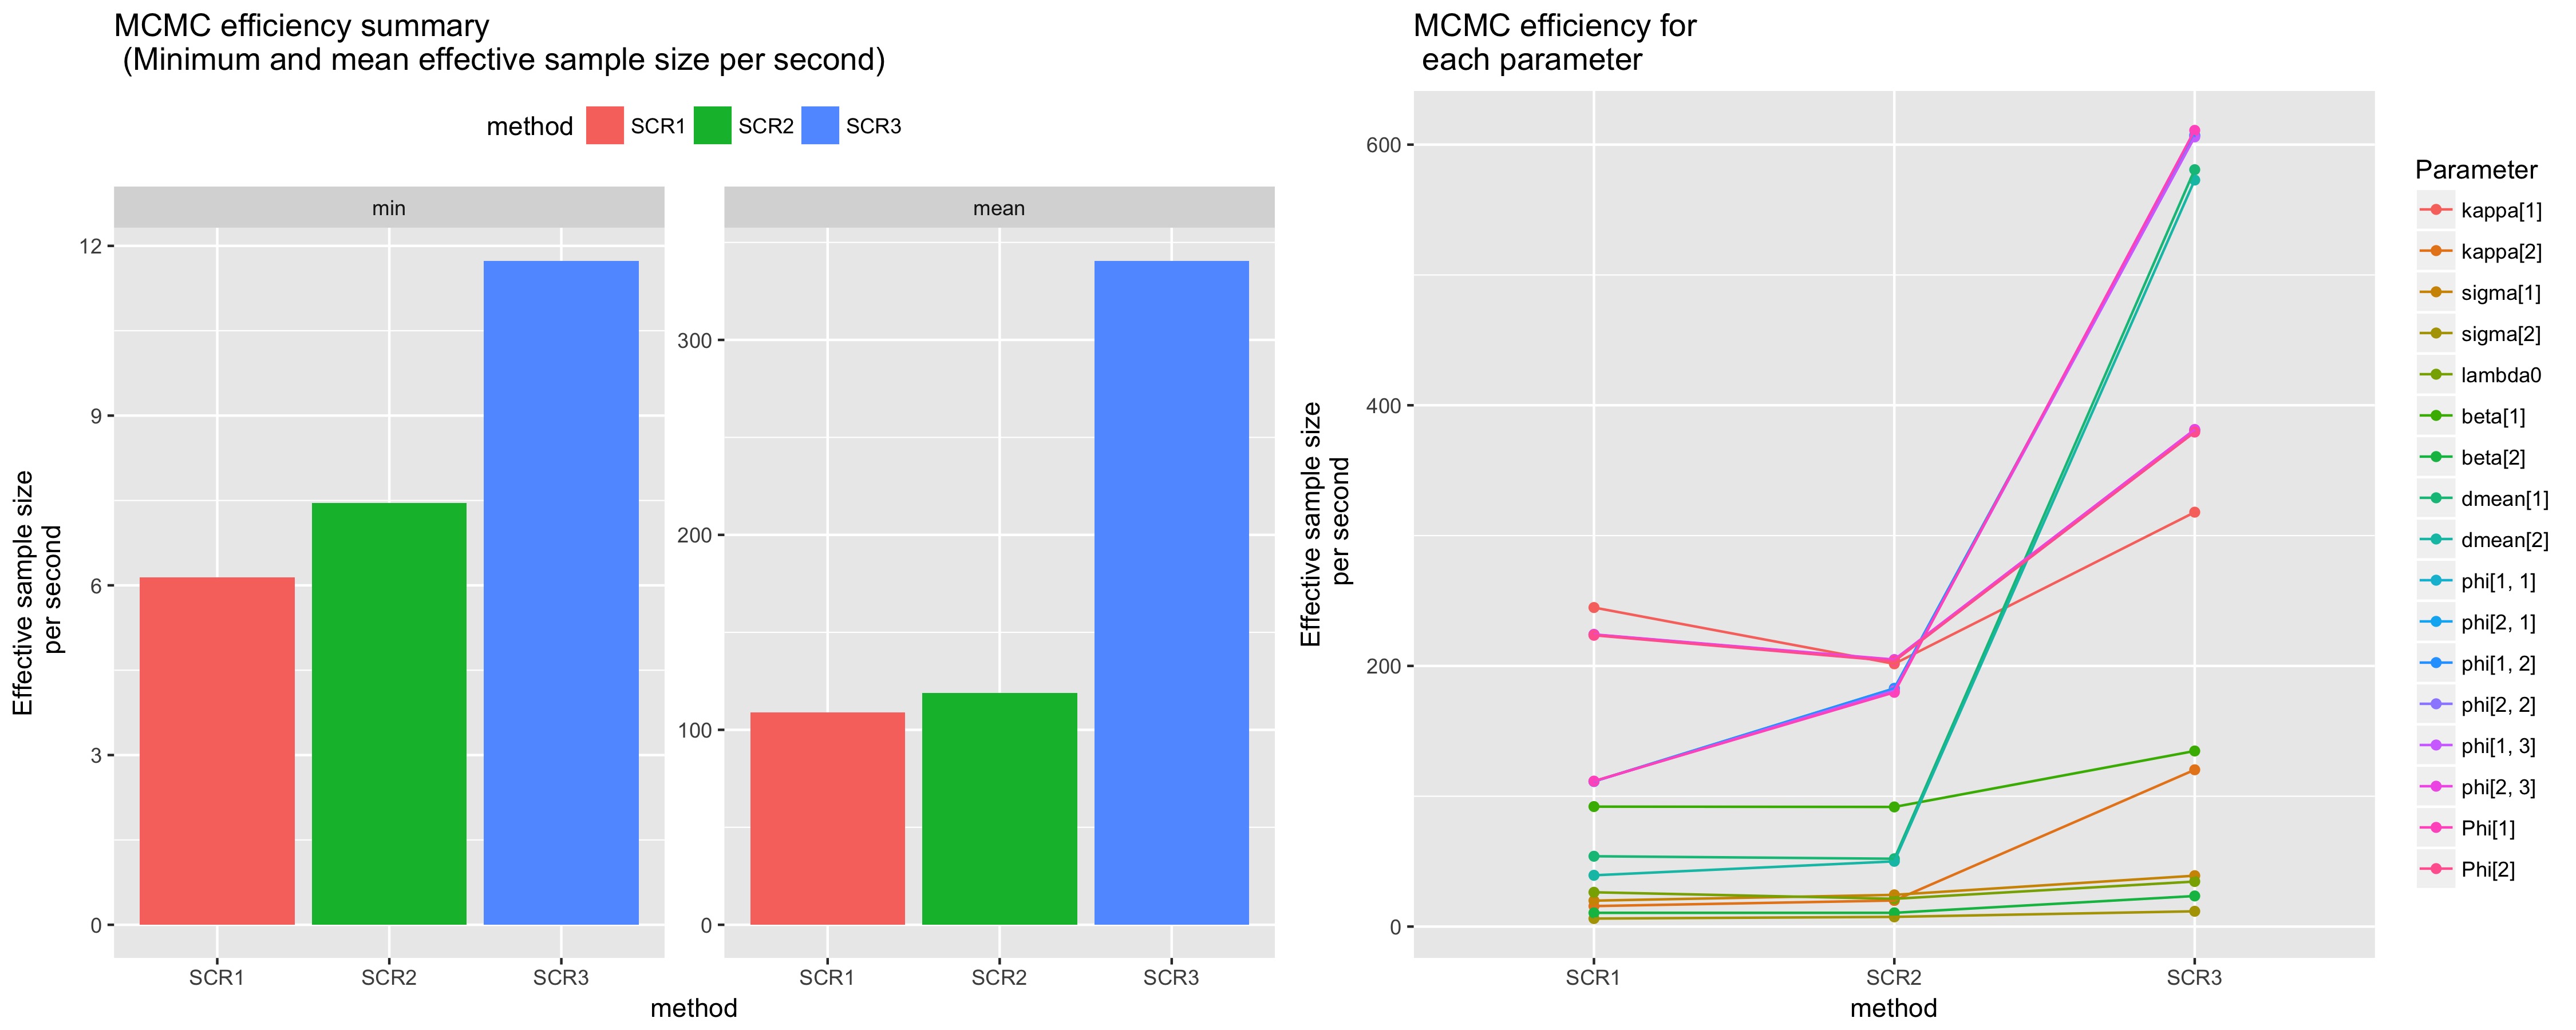 MCMC efficiency summary
(Minimum and mean effective sample size per second)
method SCR1 SCR2 SCR3
min
mean
Effective sample size
per second
12
9
6
3
0
300
200
100
0
SCR1 SCR2 SCR3
SCR1 SCR2 SCR3
method
MCMC efficiency for
each parameter
Effective sample size
per second
600
400
200
0
SCR1 SCR2 SCR3
method
Parameter
kappa[1]
kappa[2]
sigma[1]
sigma[2]
lambda0
beta[1]
beta[2]
dmean[1]
dmean[2]
phi[1, 1]
phi[2, 1]
phi[1, 2]
phi[2, 2]
phi[1, 3]
phi[2, 3]
Phi[1]
Phi[2]